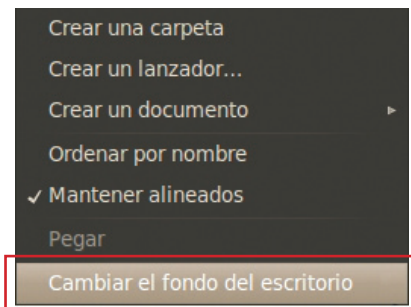 Crear una carpeta
Crear un lanzador...
Crear un documento
Ordenar por nombre
✓ Mantener alineados
Pegar
Cambiar el fondo del escritorio